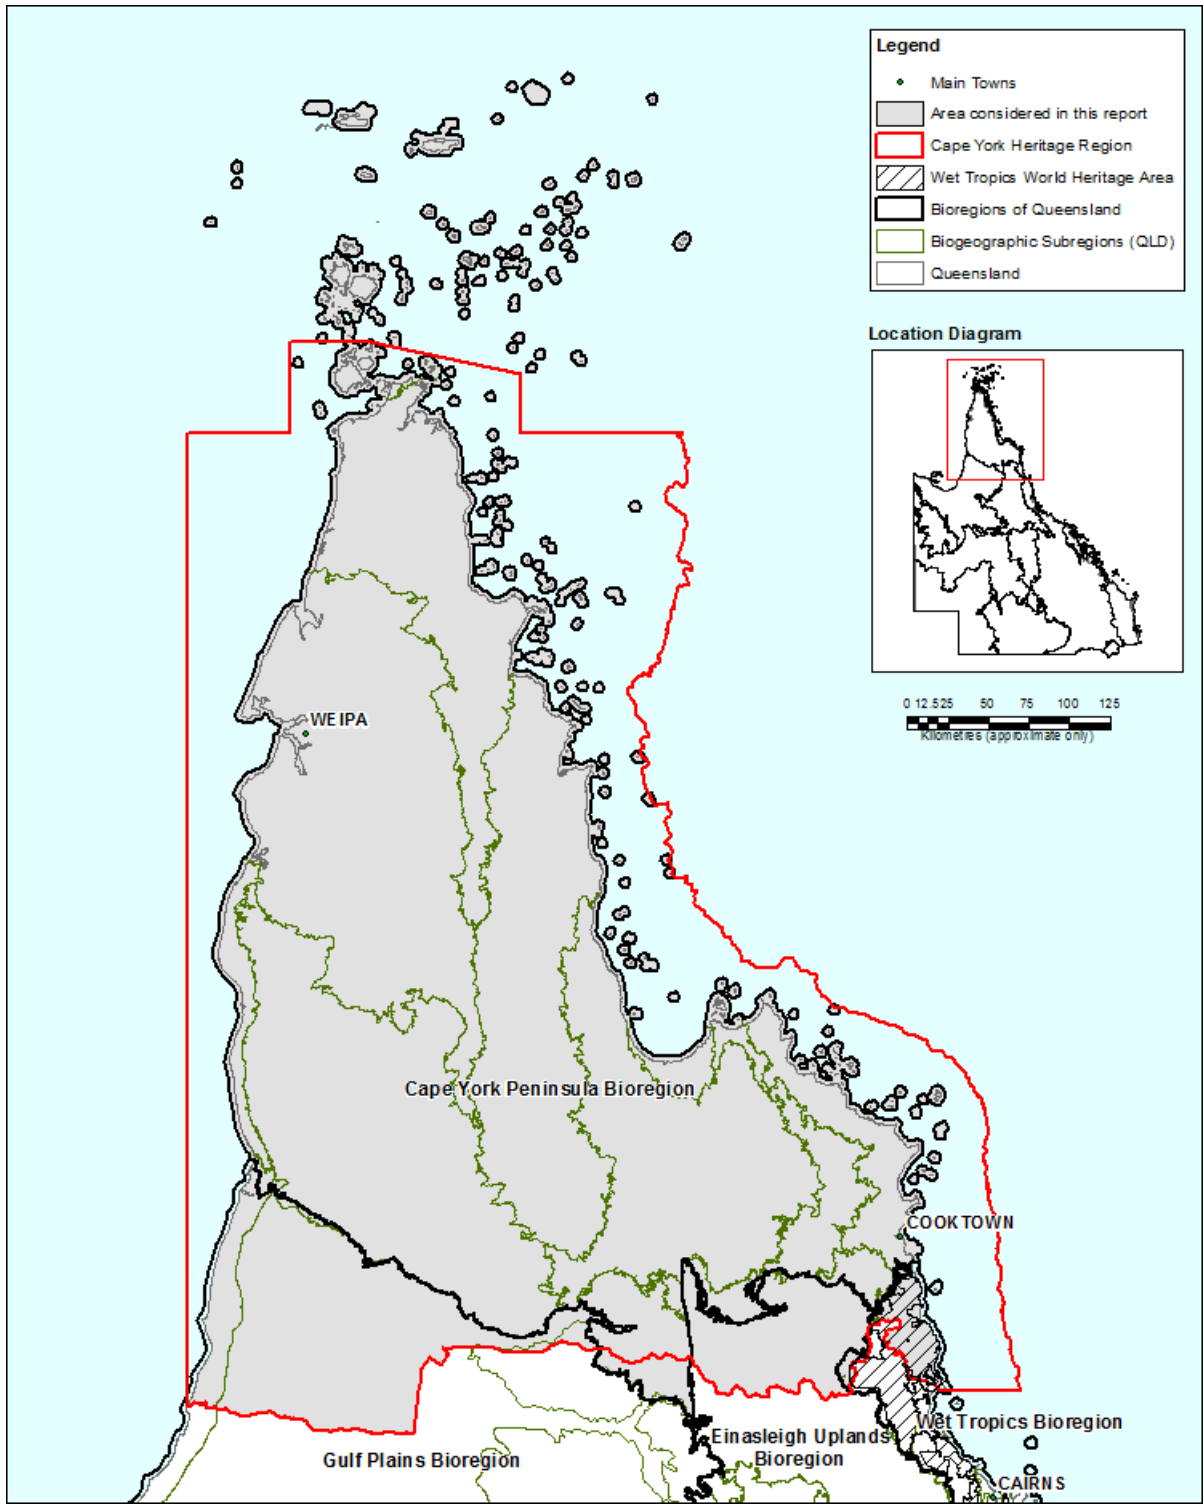 Legend
Main Towns
Area considered in this report
Cape York Heritage Region
Wet Tropics World Heritage Area
Bioregions of Queensland
Biogeographic Subregions (QLD)
Queensland
Location Diagram
0 12.525 50 75 100 125
Kilometres (approximate only)
WEIPA
Cape York Peninsula Bioregion
COOKTOWN
Wet Tropics Bioregion
Einasleigh Uplands
Bioregion
Gulf Plains Bioregion
CAIRNS